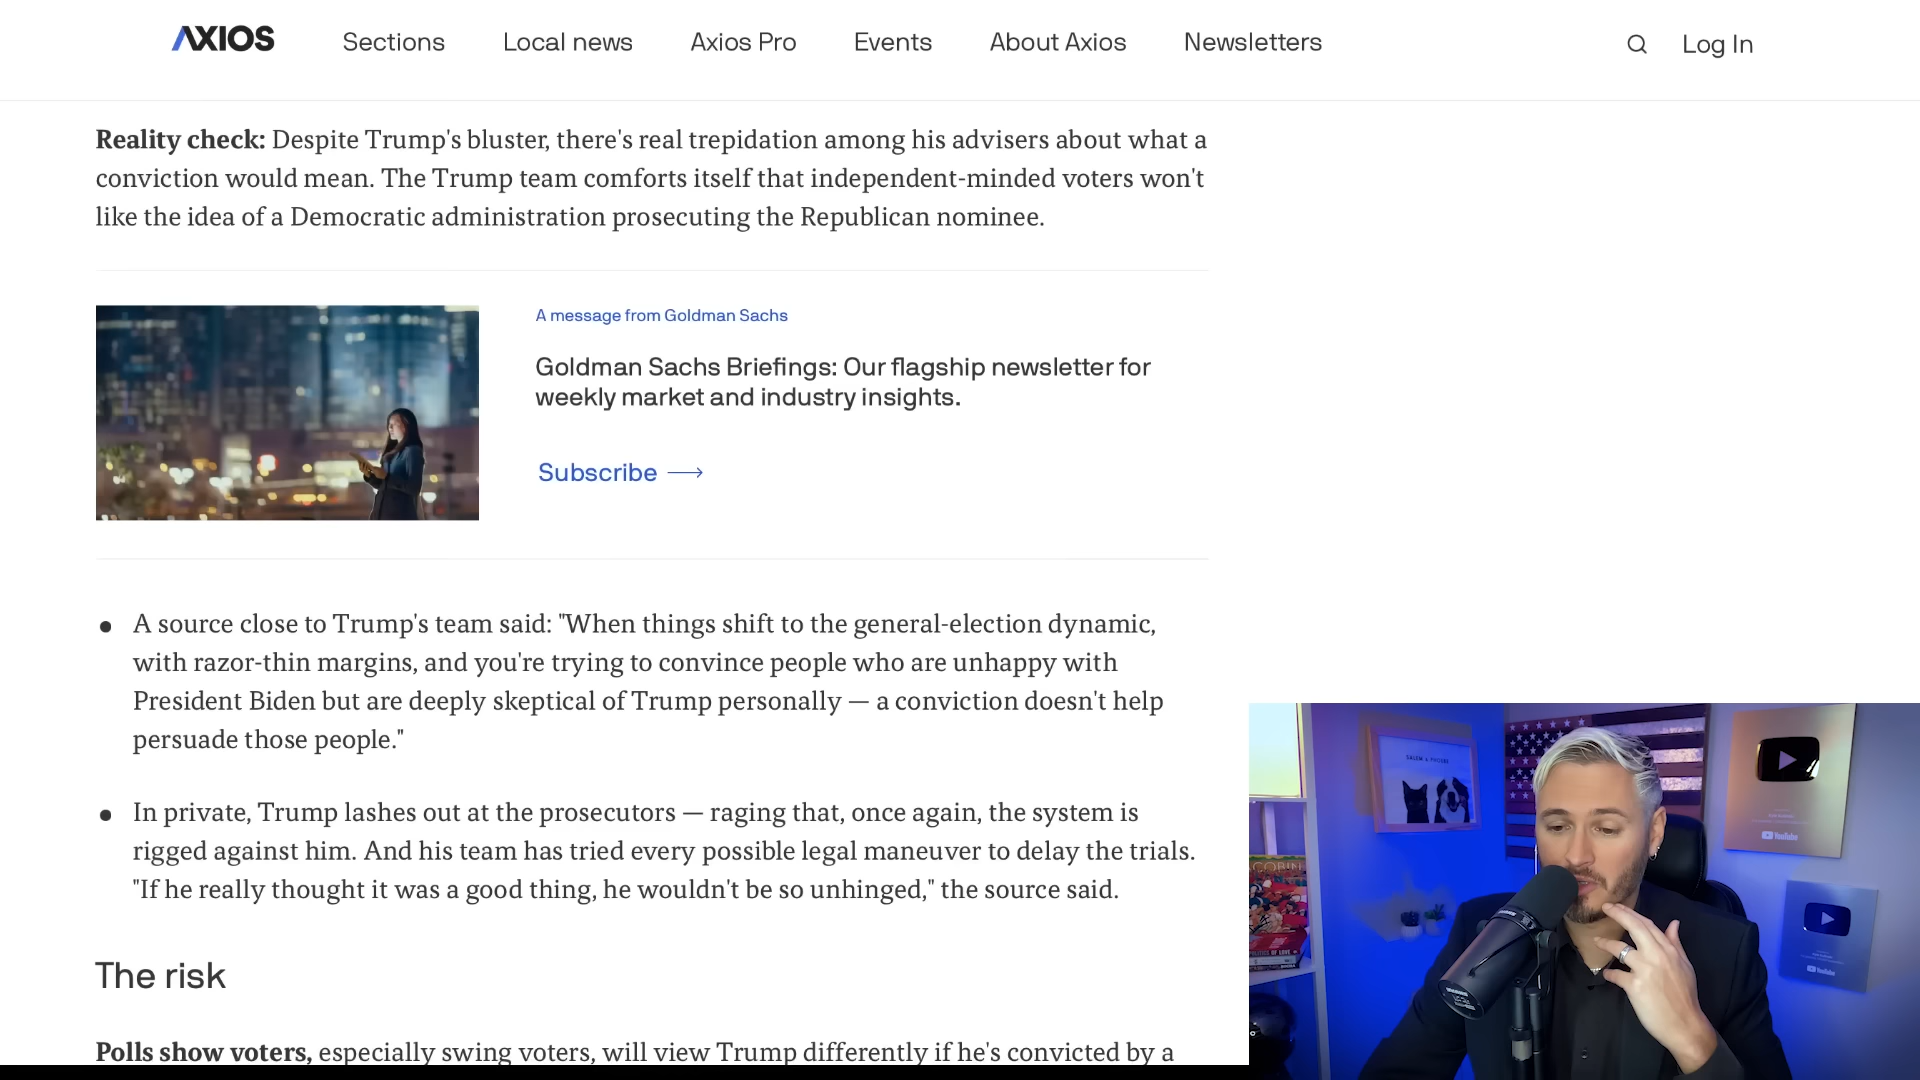 AXIOS
Sections
Local news
Axios Pro
Events
About Axios
Newsletters
Log In
Reality check: Despite Trump's bluster, there's real trepidation among his advisers about what a
conviction would mean. The Trump team comforts itself that independent-minded voters won't
like the idea of a Democratic administration prosecuting the Republican nominee.
A message from Goldman Sachs
Goldman Sachs Briefings: Our flagship newsletter for
weekly market and industry insights.
Subscribe
A source close to Trump's team said: "When things shift to the general-election dynamic,
with razor-thin margins, and you're trying to convince people who are unhappy with
President Biden but are deeply skeptical of Trump personally — a conviction doesn't help
persuade those people."
In private, Trump lashes out at the prosecutors — raging that, once again, the system is
rigged against him. And his team has tried every possible legal maneuver to delay the trials.
"If he really thought it was a good thing, he wouldn't be so unhinged," the source said.
The risk
Polls show voters, especially swing voters, will view Trump differently if he's convicted by a
SALEM & PHOEBE
YouTube
YouTube
CORIN
POLITICS OF LOVE